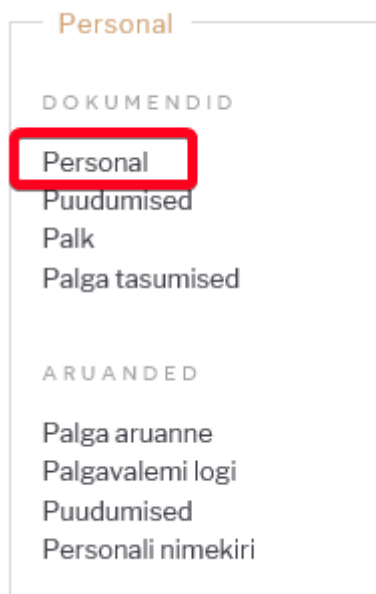 Personal
DOKUMENDID
Personal
Puudumised
Palk
Palga tasumised
ARUANDED
Palga aruanne
Palgavalemi logi
Puudumised
Personali nimekiri